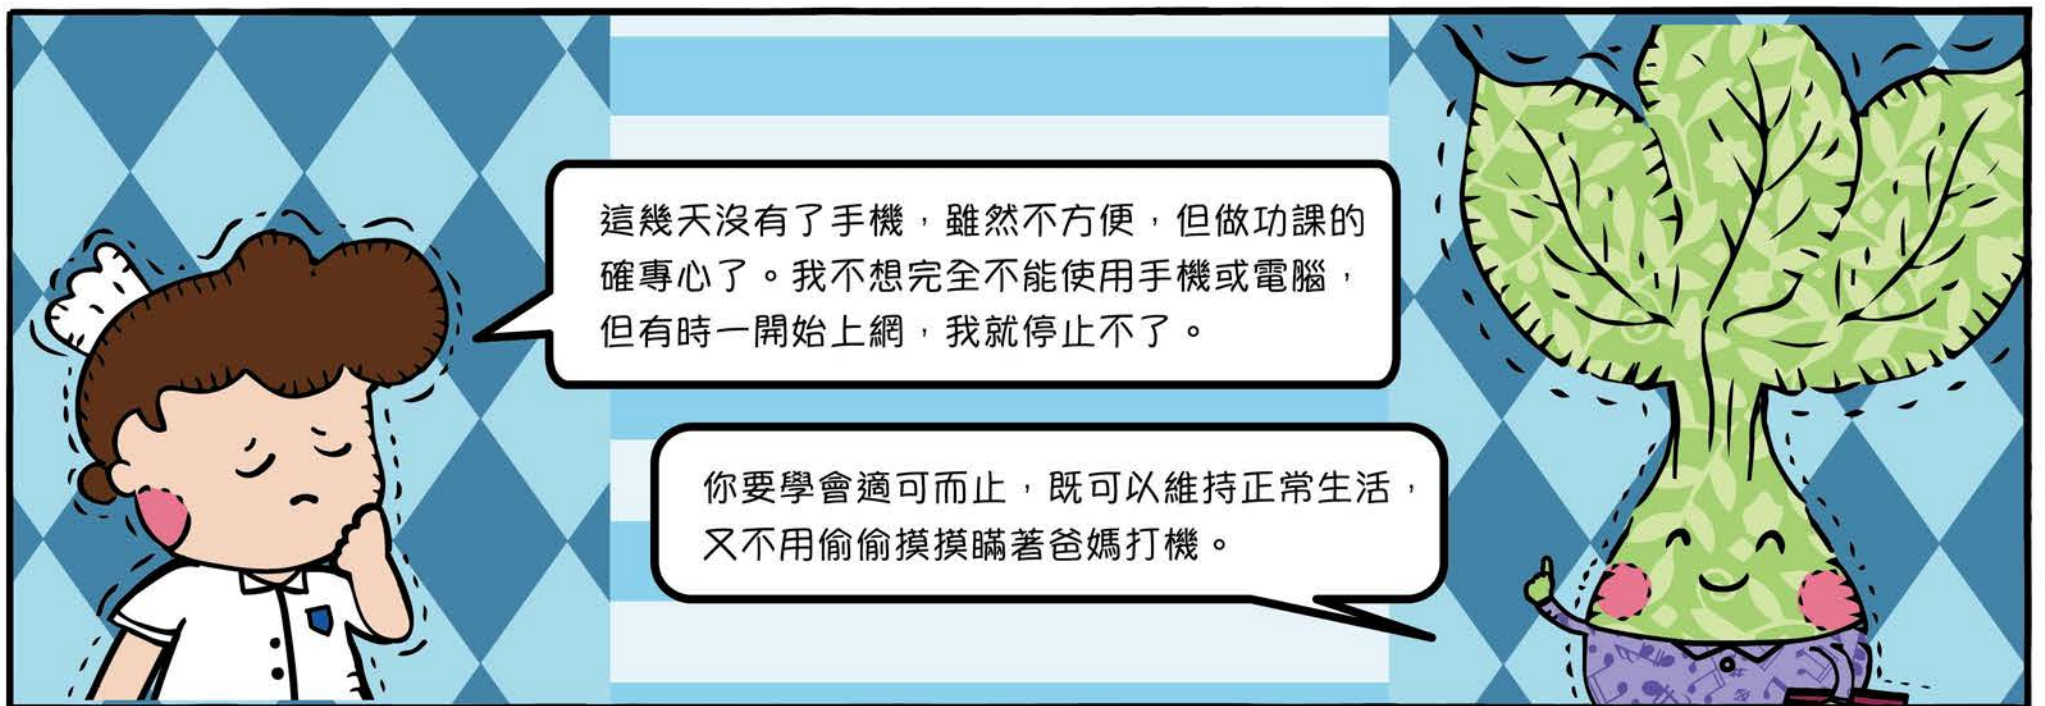 這幾天沒有了手機，雖然不方便，但做功課的
確專心了。我不想完全不能使用手機或電腦，
但有時一開始上網，我就停止不了。
你要學會適可而止，既可以維持正常生活，
又不用偷偷摸摸瞞著爸媽打機。